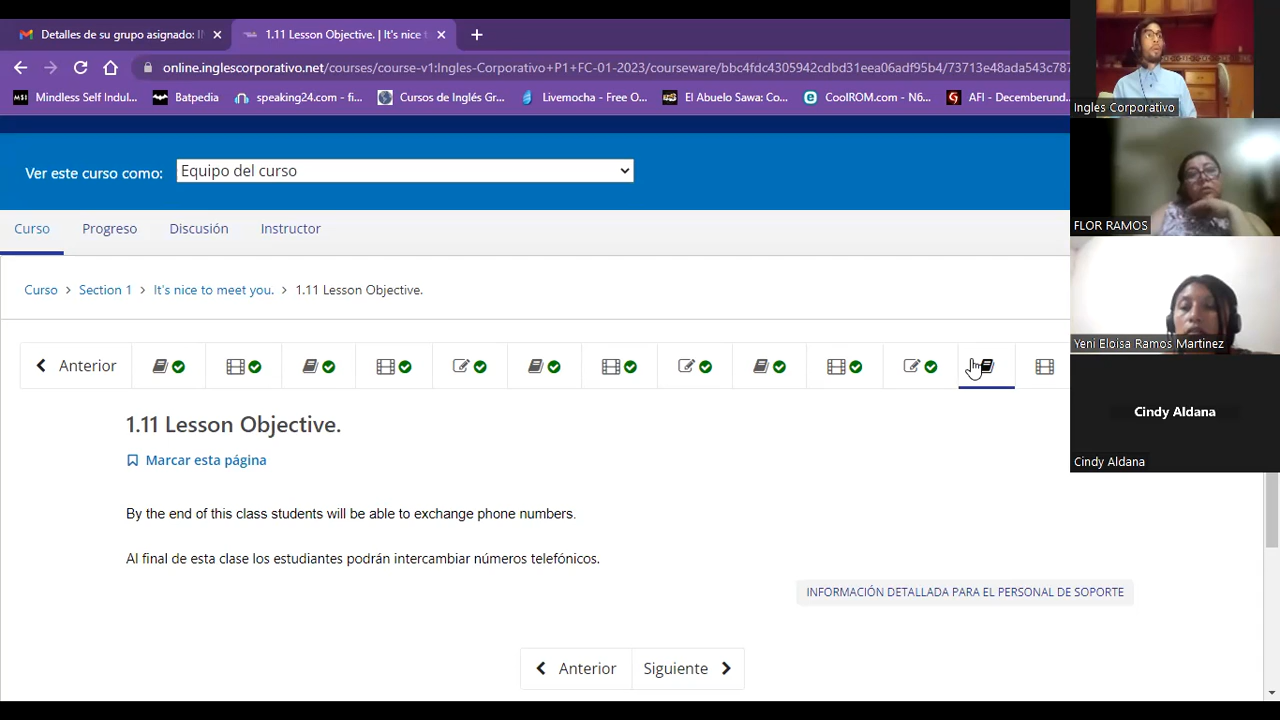 Detalles de su grupo asignado: I
1.11 Lesson Objective. | It's nice t
online.inglescorporativo.net/courses/course-v1:Ingles-Corporativo+P1+FC-01-2023/courseware/bbc4fdc4305942cdbd31eea06adf95b4/73713e48ada543c787
Mindless Self Indul...
Batpedia
speaking24.com - fi...
Cursos de Inglés Gr...
Livemocha - Free O...
El Abuelo Sawa: Co...
CoolROM.com - N6...
AFI - Decemberund...
Ver este curso como:
Equipo del curso
Curso
Progreso
Discusión
Instructor
Curso > Section 1 > It's nice to meet you. > 1.11 Lesson Objective.
Anterior
1.11 Lesson Objective.
Marcar esta página
By the end of this class students will be able to exchange phone numbers.
Al final de esta clase los estudiantes podrán intercambiar números telefónicos.
INFORMACIÓN DETALLADA PARA EL PERSONAL DE SOPORTE
Anterior
Siguiente
Ingles Corporativo
FLOR RAMOS
Yeni Eloisa Ramos Martinez
Cindy Aldana
Cindy Aldana